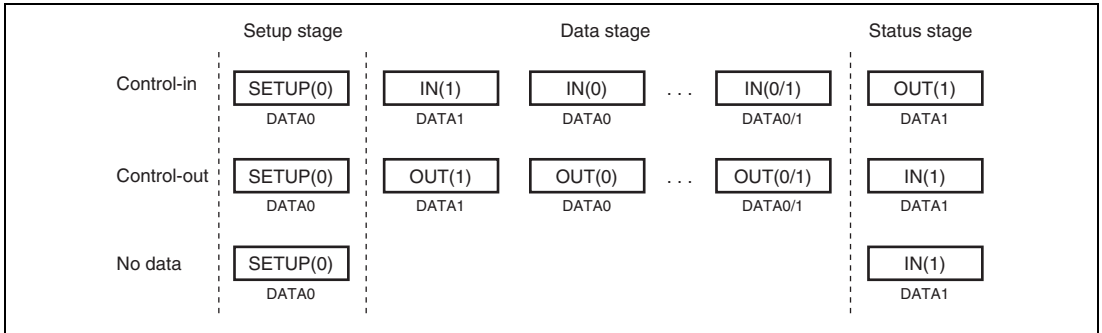 Setup stage Data stage Status stage
Control-in SETUP(0) IN(1) IN(0) . . . IN(0/1) OUT(1)
DATA0 DATA1 DATA0 DATA0/1 DATA1
Control-out SETUP(0) OUT(1) OUT(0) . . . OUT(0/1) IN(1)
DATA0 DATA1 DATA0 DATA0/1 DATA1
No data SETUP(0) IN(1)
DATA0 DATA1